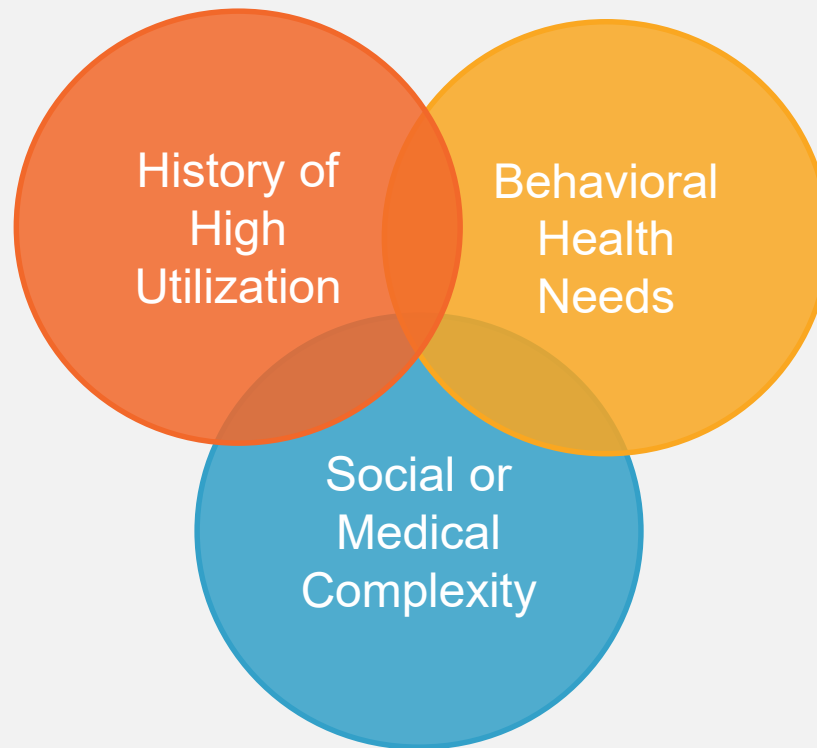 History of
High
Utilization
Behavioral
Health
Needs
Social or
Medical
Complexity